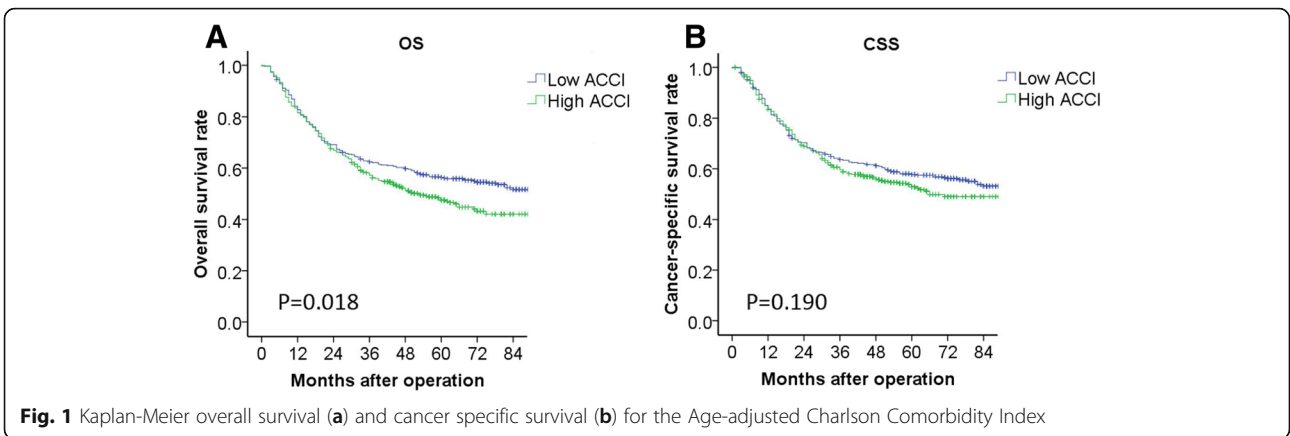 A
OS
Overall survival rate
1.0
0.8
0.6
0.4
0.2
0.0
Low ACCI
High ACCI
P=0.018
0 12 24 36 48 60 72 84
Months after operation
B
CSS
Cancer-specific survival rate
1.0
0.8
0.6
0.4
0.2
0.0
Low ACCI
High ACCI
P=0.190
0 12 24 36 48 60 72 84
Months after operation
Fig. 1 Kaplan-Meier overall survival (a) and cancer specific survival (b) for the Age-adjusted Charlson Comorbidity Index